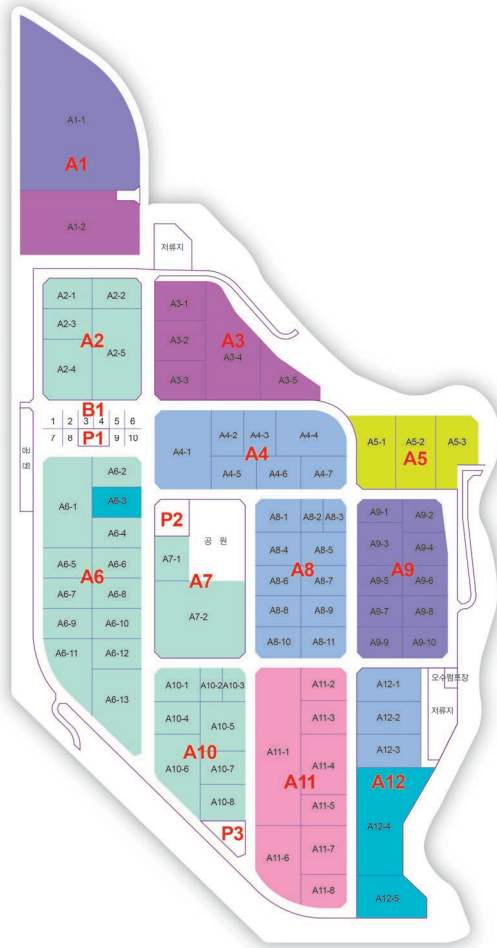 A1-1
A1
A1-2
저류지
A2-1 A2-2
A2-3
A2
A2-4 A2-5
A3-1
A3-2 A3
A3-4
A3-3 A3-5
B1
1 2 3 4 5 6
7 8 P1 9 10
공원
A4-1 A4-2 A4-3 A4-4
A4
A4-5 A4-6 A4-7
A5-1 A5-2 A5-3
A5
A6-1 A6-2
A6-3
A6-4
A6-5 A6-6
A6
A6-7 A6-8
A6-9 A6-10
A6-11 A6-12
A6-13
P2
공 원
A7-1
A7
A7-2
A8-1 A8-2 A8-3
A8-4 A8-5
A8
A8-6 A8-7
A8-8 A8-9
A8-10 A8-11
A9-1 A9-2
A9-3 A9-4
A9
A9-5 A9-6
A9-7 A9-8
A9-9 A9-10
A10-1 A10-2 A10-3
A10-4 A10-5
A10
A10-6 A10-7
A10-8
P3
A11-1 A11-2
A11-3
A11-4
A11
A11-5
A11-6 A11-7
A11-8
오수펌프장
저류지
A12-1
A12-2
A12-3
A12
A12-4
A12-5